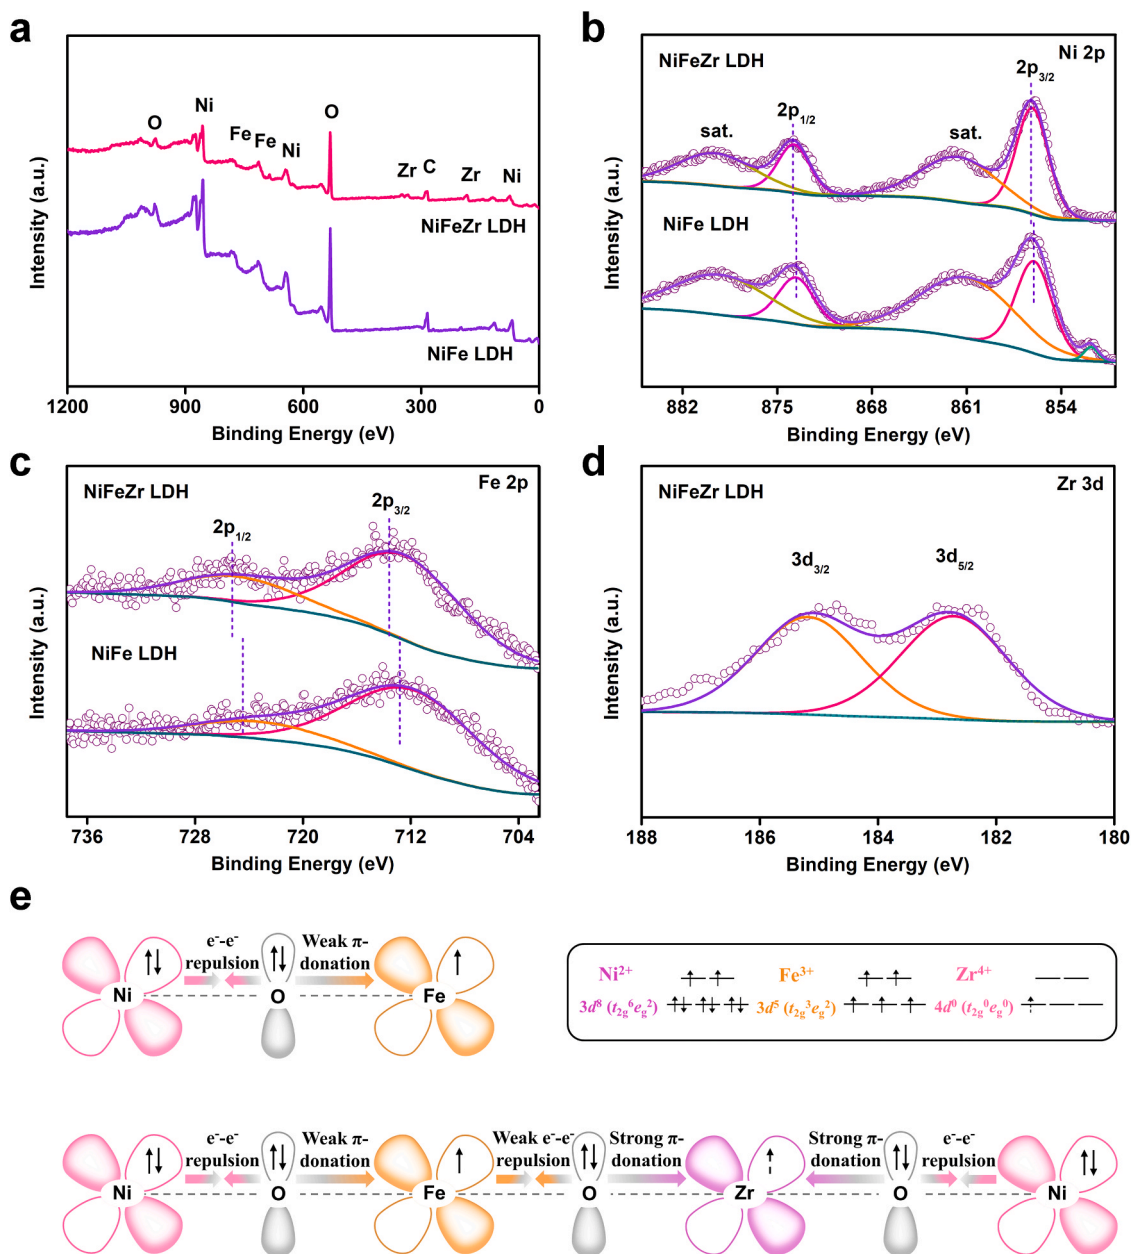 a
O
Ni
Fe
Fe
Ni
O
Zr
C
Zr
Ni
NiFeZr LDH
NiFe LDH
Intensity (a.u.)
1200
900
600
300
0
Binding Energy (eV)
b
NiFeZr LDH
Ni 2p
2p3/2
2p1/2
sat.
sat.
NiFe LDH
Intensity (a.u.)
882
875
868
861
854
Binding Energy (eV)
c
NiFeZr LDH
Fe 2p
2p3/2
2p1/2
NiFe LDH
Intensity (a.u.)
736
728
720
712
704
Binding Energy (eV)
d
NiFeZr LDH
Zr 3d
3d3/2
3d5/2
Intensity (a.u.)
188
186
184
182
180
Binding Energy (eV)
e
e⁻-e⁻
repulsion
Weak π-
donation
Ni
O
Fe
Ni²⁺
Fe³⁺
Zr⁴⁺
3d⁸ (t2g⁶eg²)
3d⁵ (t2g³eg²)
4d⁰ (t2g⁰eg⁰)
e⁻-e⁻
repulsion
Weak π-
donation
Weak e⁻-e⁻
repulsion
Strong π-
donation
Strong π-
donation
e⁻-e⁻
repulsion
Ni
O
Fe
O
Zr
O
Ni